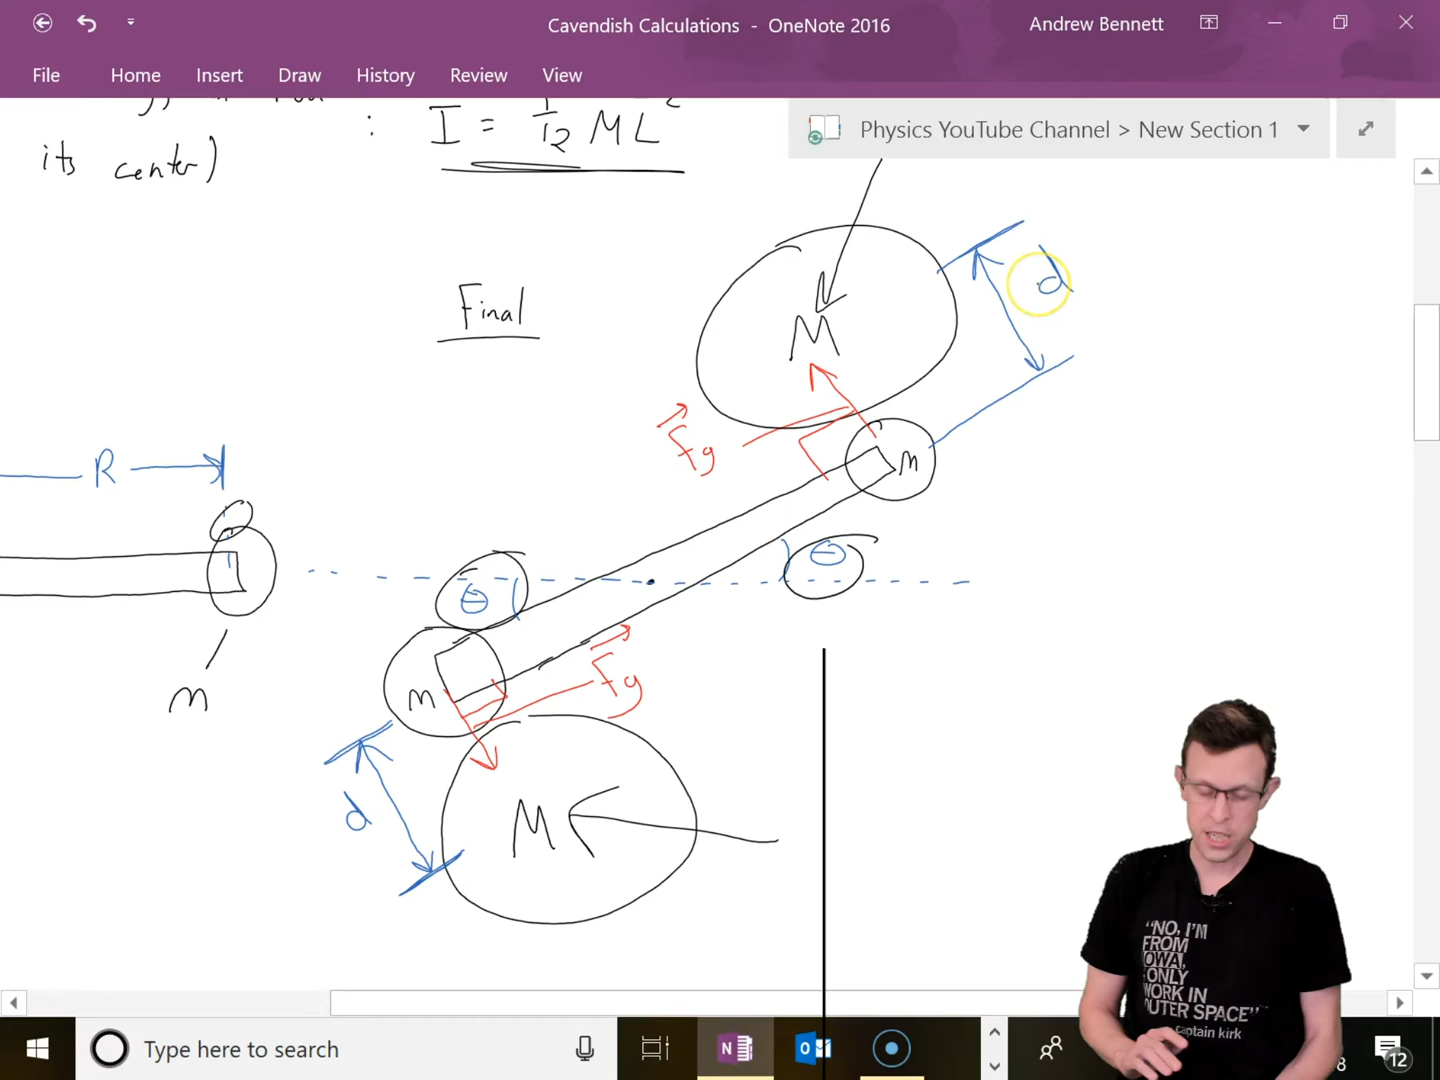 Cavendish Calculations - OneNote 2016
Andrew Bennett
File Home Insert Draw History Review View
Physics YouTube Channel > New Section 1
: I = 1/12 ML²
its center)
Final
d
M
R
Fg
m
θ
θ
m
Fg
m
d
M
"NO, I'M
FROM
IOWA,
I ONLY
WORK IN
OUTER SPACE"
captain kirk
Type here to search
N
O
8
12